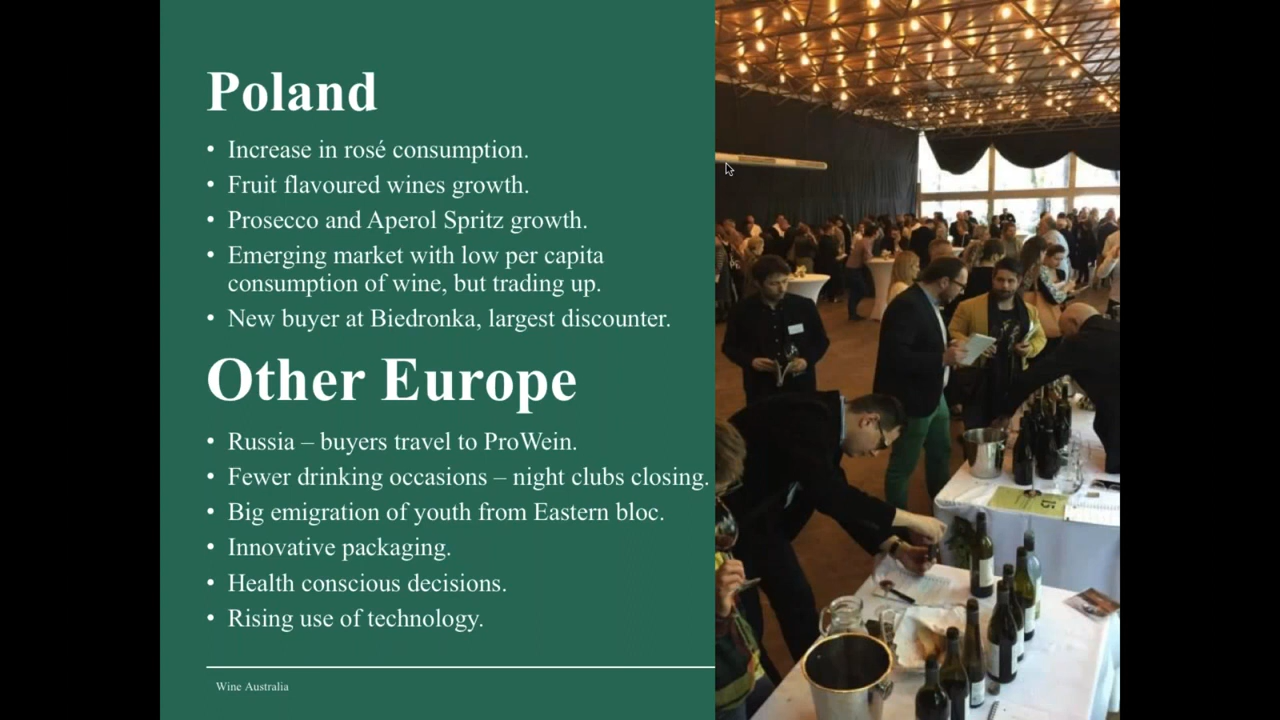 Poland
• Increase in rosé consumption.
• Fruit flavoured wines growth.
• Prosecco and Aperol Spritz growth.
• Emerging market with low per capita
consumption of wine, but trading up.
• New buyer at Biedronka, largest discounter.
Other Europe
• Russia – buyers travel to ProWein.
• Fewer drinking occasions – night clubs closing.
• Big emigration of youth from Eastern bloc.
• Innovative packaging.
• Health conscious decisions.
• Rising use of technology.
Wine Australia